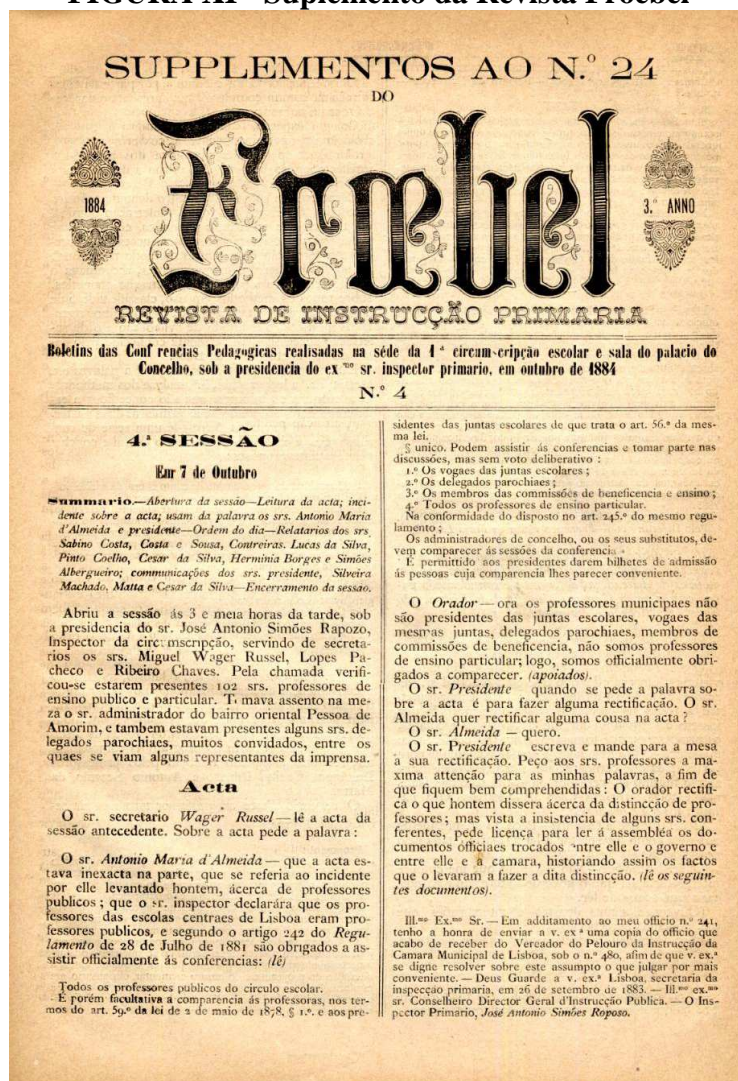 FIGURA XI - Suplemento da Revista Froebel
SUPPLEMENTOS AO N.º 24
DO
Frœbel
1884
3.º ANNO
REVISTA DE INSTRUCÇÃO PRIMARIA
Boletins das Conf rencias Pedagogicas realisadas na séde da 1ª circum-cripção escolar e sala do palacio do
Concelho, sob a presidencia do ex.mo sr. inspector primario, em outubro de 1884
N.º 4
4.ª SESSÃO
Em 7 de Outubro
Summario.—Abertura da sessão—Leitura da acta; inci-
dente sobre a acta; usam da palavra os srs. Antonio Maria
d'Almeida e presidente—Ordem do dia—Relatarios dos srs.
Sabino Costa, Costa e Sousa, Contreiras. Lucas da Silva,
Pinto Coelho, Cesar da Silva, Herminia Borges e Simões
Albergueiro; communicações dos srs. presidente, Silveira
Machado, Matta e Cesar da Silva—Encerramento da sessão.
Abriu a sessão ás 3 e meia horas da tarde, sob
a presidencia do sr. José Antonio Simões Rapozo,
Inspector da circumscripção, servindo de secreta-
rios os srs. Miguel Wager Russel, Lopes Pa-
checo e Ribeiro Chaves. Pela chamada verifi-
cou-se estarem presentes 102 srs. professores de
ensino publico e particular. T mava assento na me-
za o sr. administrador do bairro oriental Pessoa de
Amorim, e tambem estavam presentes alguns srs. de-
legados parochiaes, muitos convidados, entre os
quaes se viam alguns representantes da imprensa.
Acta
O sr. secretario Wager Russel—lê a acta da
sessão antecedente. Sobre a acta pede a palavra:
O sr. Antonio Maria d'Almeida—que a acta es-
tava inexacta na parte, que se referia ao incidente
por elle levantado hontem, ácerca de professores
publicos; que o sr. inspector declarára que os pro-
fessores das escolas centraes de Lisboa eram pro-
fessores publicos, e segundo o artigo 242 do Regu-
lamento de 28 de Julho de 1881 são obrigados a as-
sistir officialmente ás conferencias: (lê)
Todos os professores publicos do circulo escolar.
É porém facultativa a comparencia ás professoras, nos ter-
mos do art. 59.º da lei de 2 de maio de 1878, § 1.º, e aos pre-
sidentes das juntas escolares de que trata o art. 56.º da mes-
ma lei.
§ unico. Podem assistir ás conferencias e tomar parte nas
discussões, mas sem voto deliberativo:
1.º Os vogaes das juntas escolares;
2.º Os delegados parochiaes;
3.º Os membros das commissões de beneficencia e ensino;
4.º Todos os professores de ensino particular.
Na conformidade do disposto no art. 245.º do mesmo regu-
lamento;
Os administradores de concelho, ou os seus substitutos, de-
vem comparecer ás sessões da conferencia
É permittido aos presidentes darem bilhetes de admissão
ás pessoas cuja comparencia lhes parecer conveniente.
O Orador—ora os professores municipaes não
são presidentes das juntas escolares, vogaes das
mesmas juntas, delegados parochiaes, membros de
commissões de beneficencia, não somos professores
de ensino particular; logo, somos officialmente obri-
gados a comparecer. (apoiados).
O sr. Presidente quando se pede a palavra so-
bre a acta é para fazer alguma rectificação. O sr.
Almeida quer rectificar alguma cousa na acta?
O sr. Almeida — quero.
O sr. Presidente escreva e mande para a mesa
a sua rectificação. Peço aos srs. professores a ma-
xima attenção para as minhas palavras, a fim de
que fiquem bem comprehendidas: O orador rectifi-
ca o que hontem dissera ácerca da distincção de pro-
fessores; mas vista a insistencia de alguns srs. con-
ferentes, pede licença para ler á assembléa os do-
cumentos officiaes trocados entre elle e o governo e
entre elle e a camara, historiando assim os factos
que o levaram a fazer a dita distincção. (lê os seguin-
tes documentos).
Ill.mo Ex.mo Sr.—Em additamento ao meu officio n.º 241,
tenho a honra de enviar a v. ex.ª uma copia do officio que
acabo de receber do Vereador do Pelouro da Instrucção da
Camara Municipal de Lisboa, sob o n.º 480, afim de que v. ex.ª
se digne resolver sobre este assumpto o que julgar por mais
conveniente. — Deus Guarde a v. ex.ª Lisboa, secretaria da
inspecção primaria, em 26 de setembro de 1883. — Ill.mo ex.mo
sr. Conselheiro Director Geral d'Instrucção Publica. — O Ins-
pector Primario, José Antonio Simões Roposo.